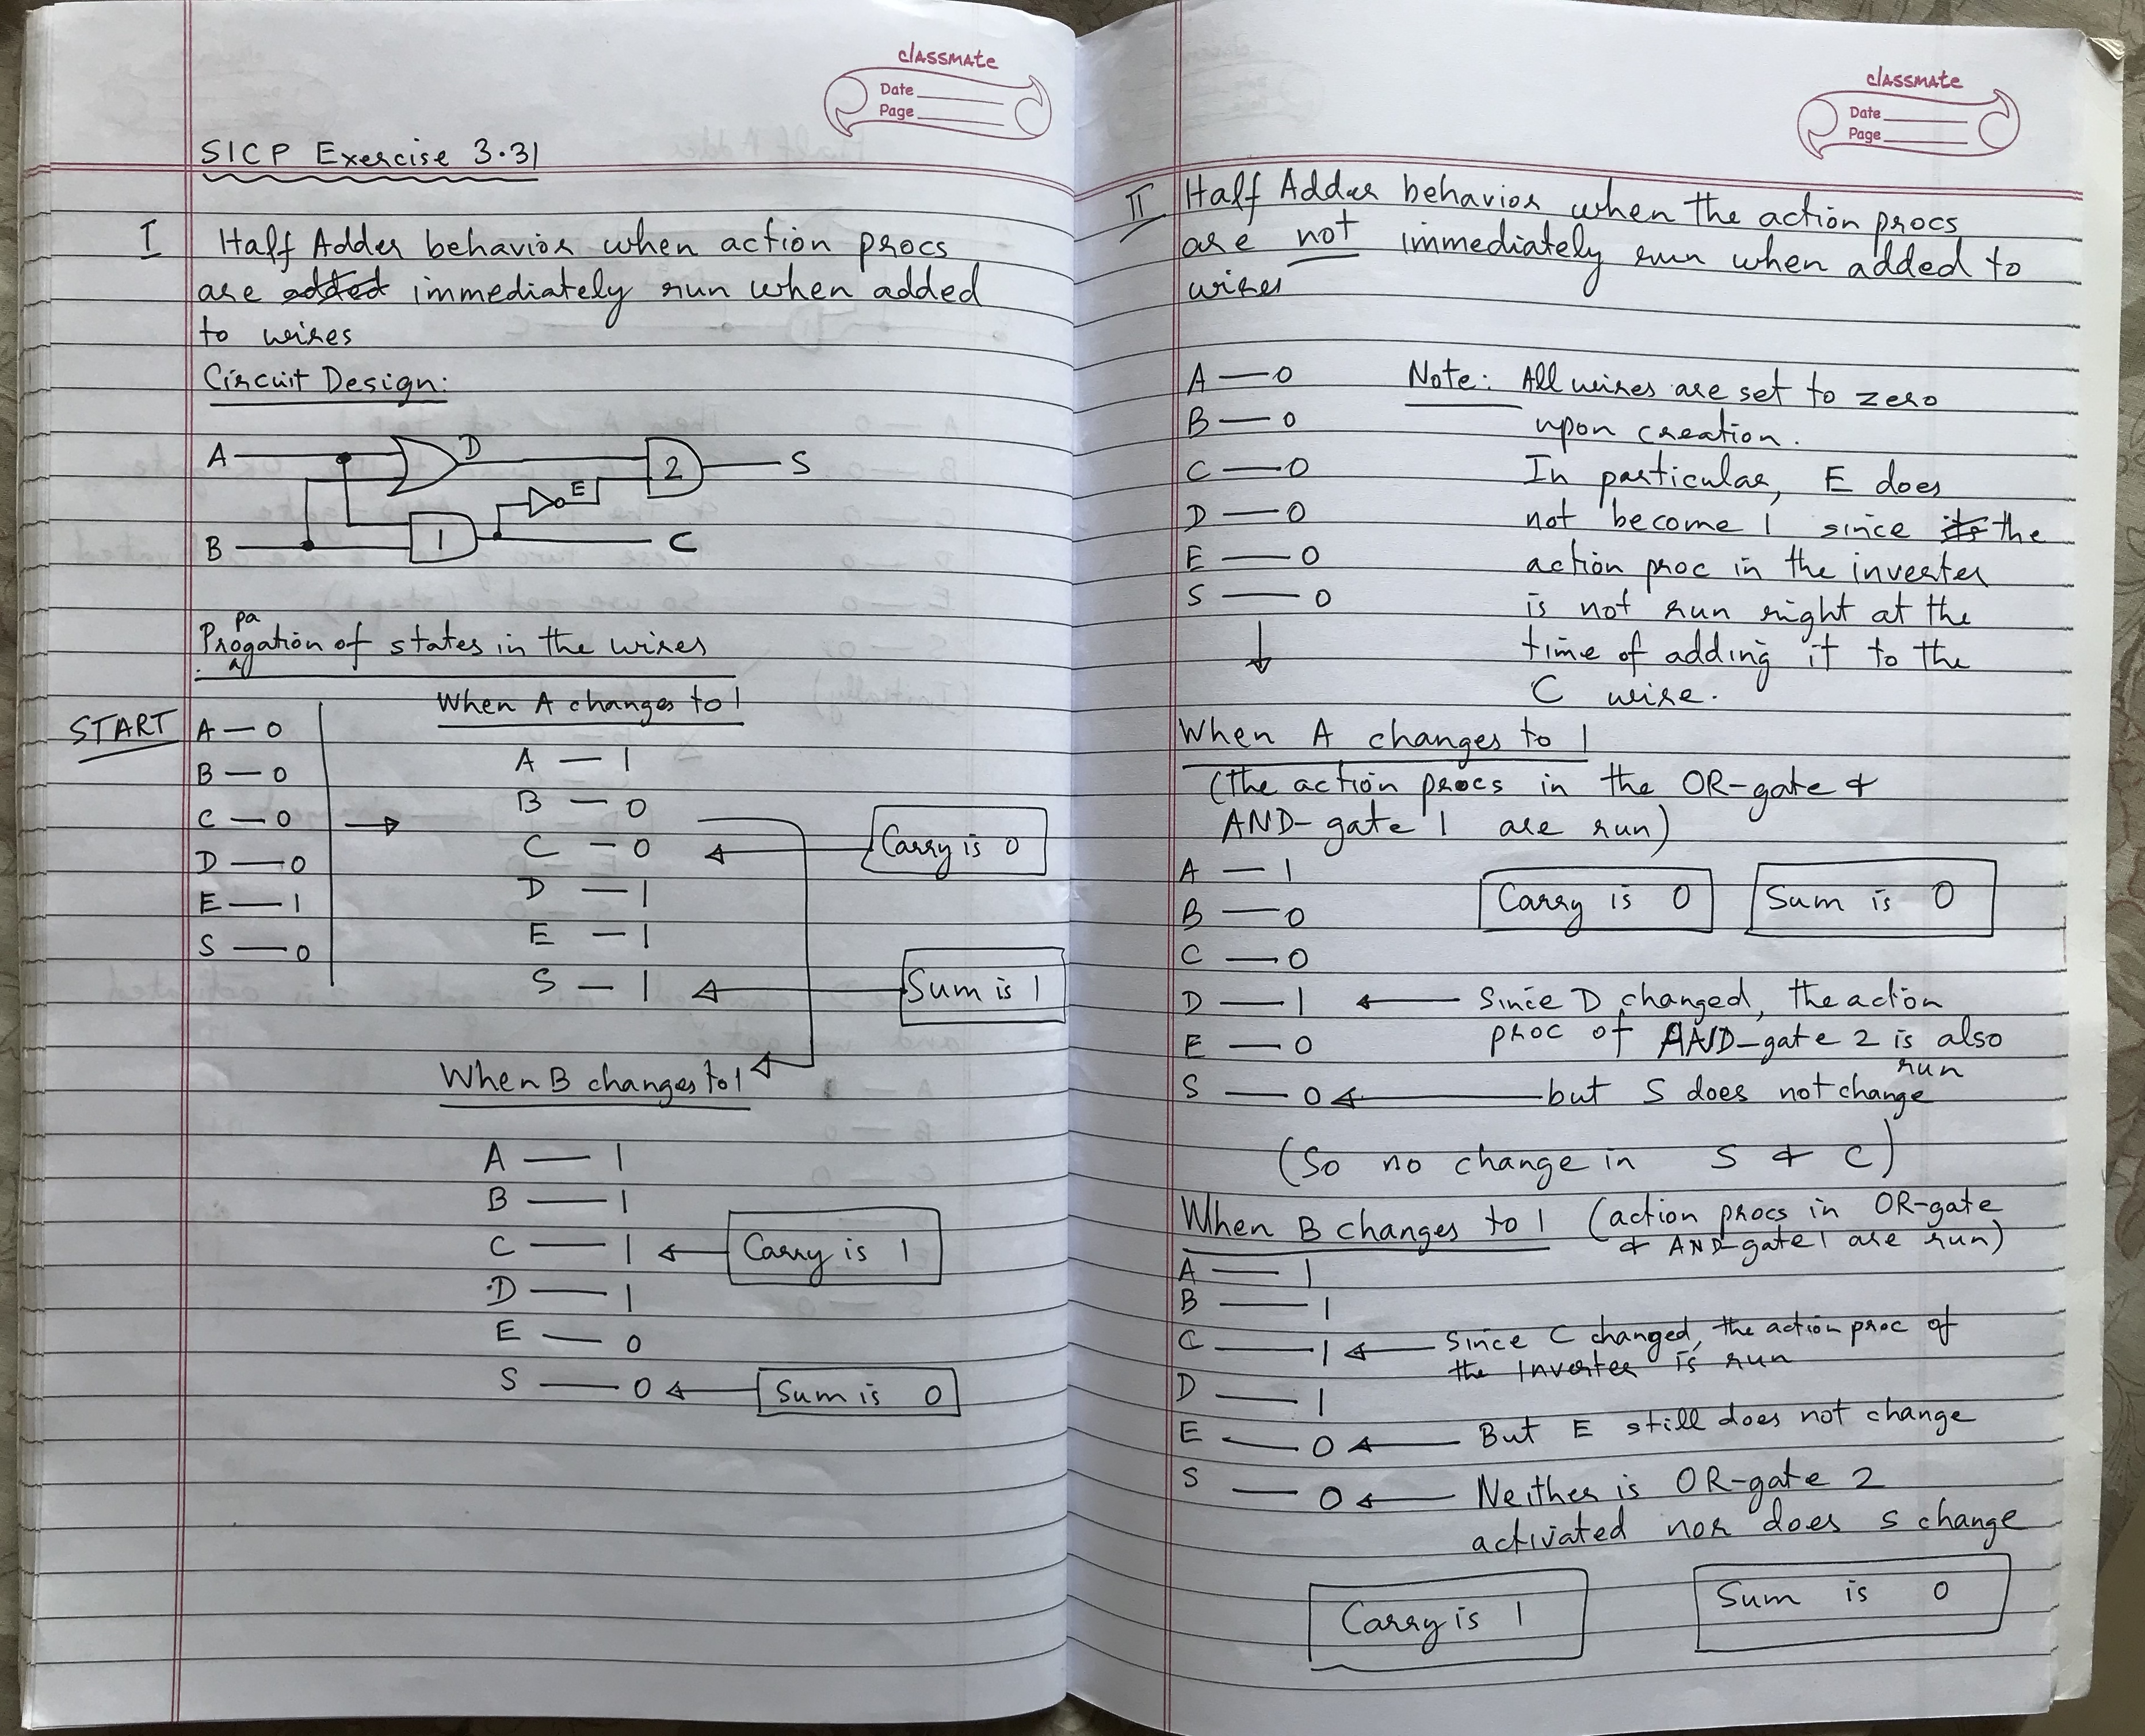 classmate
Date
Page
SICP Exercise 3.31
I Half Adder behavior when action procs
are added immediately run when added
to wires
Circuit Design:
A D 2 S
E
B 1 C
pa
Progation of states in the wires
When A changes to 1
START
A — 0
B — 0
C — 0
D — 0
E — 1
S — 0
A — 1
B — 0
C — 0 Carry is 0
D — 1
E — 1
S — 1 Sum is 1
When B changes to 1
A — 1
B — 1
C — 1 Carry is 1
D — 1
E — 0
S — 0 Sum is 0
classmate
Date
Page
II Half Adder behavior when the action procs
are not immediately run when added to
wires
A — 0 Note: All wires are set to zero
B — 0 upon creation.
C — 0 In particular, E does
D — 0 not become 1 since its the
E — 0 action proc in the inverter
S — 0 is not run right at the
time of adding it to the
C wire.
When A changes to 1
(the action procs in the OR-gate &
AND-gate 1 are run)
A — 1 Carry is 0 Sum is 0
B — 0
C — 0
D — 1 Since D changed, the action
E — 0 proc of AND-gate 2 is also
run
S — 0 but S does not change
(So no change in S & C)
When B changes to 1 (action procs in OR-gate
& AND-gate 1 are run)
A — 1
B — 1
C — 1 Since C changed, the action proc of
the Inverter is run
D — 1
E — 0 But E still does not change
S — 0 Neither is OR-gate 2
activated nor does S change
Carry is 1 Sum is 0